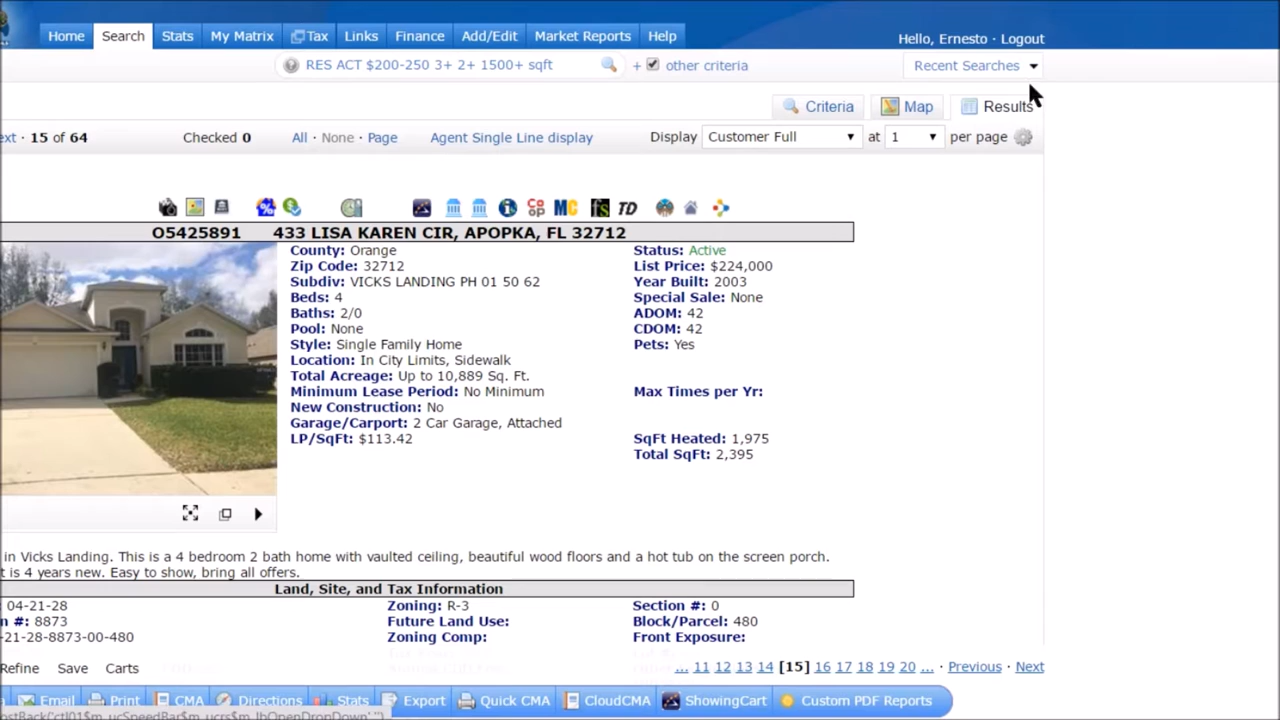 Home Search Stats My Matrix Tax Links Finance Add/Edit Market Reports Help
Hello, Ernesto · Logout
RES ACT $200-250 3+ 2+ 1500+ sqft + other criteria Recent Searches
Criteria Map Results
ext · 15 of 64 Checked 0 All · None · Page Agent Single Line display Display Customer Full at 1 per page
MC TD
O5425891 433 LISA KAREN CIR, APOPKA, FL 32712
County: Orange Status: Active
Zip Code: 32712 List Price: $224,000
Subdiv: VICKS LANDING PH 01 50 62 Year Built: 2003
Beds: 4 Special Sale: None
Baths: 2/0 ADOM: 42
Pool: None CDOM: 42
Style: Single Family Home Pets: Yes
Location: In City Limits, Sidewalk
Total Acreage: Up to 10,889 Sq. Ft.
Minimum Lease Period: No Minimum Max Times per Yr:
New Construction: No
Garage/Carport: 2 Car Garage, Attached
LP/SqFt: $113.42 SqFt Heated: 1,975
Total SqFt: 2,395
in Vicks Landing. This is a 4 bedroom 2 bath home with vaulted ceiling, beautiful wood floors and a hot tub on the screen porch.
t is 4 years new. Easy to show, bring all offers.
Land, Site, and Tax Information
04-21-28 Zoning: R-3 Section #: 0
n #: 8873 Future Land Use: Block/Parcel: 480
-21-28-8873-00-480 Zoning Comp: Front Exposure:
Refine Save Carts ... 11 12 13 14 [15] 16 17 18 19 20 ... · Previous · Next
Email Print CMA Directions Stats Export Quick CMA CloudCMA ShowingCart Custom PDF Reports